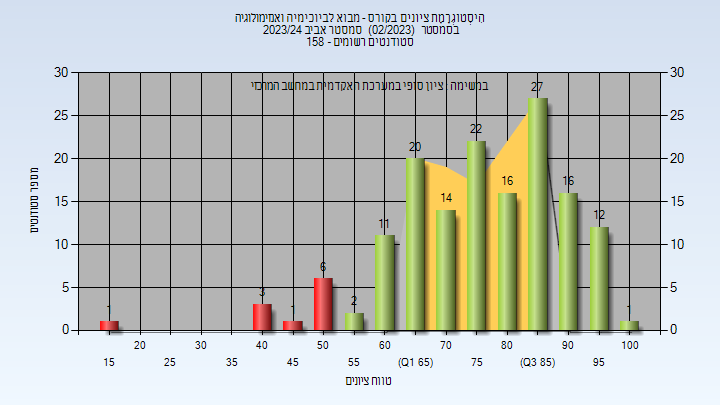 היסטוגרמת ציונים בקורס - מבוא לביוכימיה ואנזימולוגיה
בסמסטר (02/2023) סמסטר אביב 2023/24
סטודנטים רשומים - 158
במשימה ציון סופי במערכת האקדמית במחשב המרכזי
מספר סטודנטים
30 25 20 15 10 5 0
1 3 1 6 2 11 20 14 22 16 27 16 12 1
30 25 20 15 10 5 0
20 30 40 50 60 70 80 90 100
15 25 35 45 55 (Q1 65) 75 (Q3 85) 95
טווח ציונים